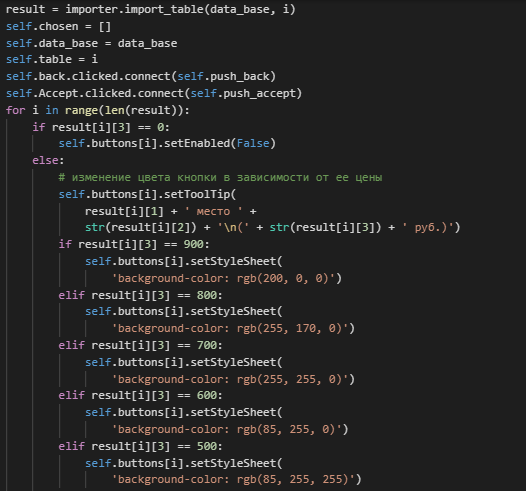 result = importer.import_table(data_base, i)
self.chosen = []
self.data_base = data_base
self.table = i
self.back.clicked.connect(self.push_back)
self.Accept.clicked.connect(self.push_accept)
for i in range(len(result)):
    if result[i][3] == 0:
        self.buttons[i].setEnabled(False)
    else:
        # изменение цвета кнопки в зависимости от ее цены
        self.buttons[i].setToolTip(
            result[i][1] + ' место ' +
            str(result[i][2]) + '\n(' + str(result[i][3]) + ' руб.)')
        if result[i][3] == 900:
            self.buttons[i].setStyleSheet(
                'background-color: rgb(200, 0, 0)')
        elif result[i][3] == 800:
            self.buttons[i].setStyleSheet(
                'background-color: rgb(255, 170, 0)')
        elif result[i][3] == 700:
            self.buttons[i].setStyleSheet(
                'background-color: rgb(255, 255, 0)')
        elif result[i][3] == 600:
            self.buttons[i].setStyleSheet(
                'background-color: rgb(85, 255, 0)')
        elif result[i][3] == 500:
            self.buttons[i].setStyleSheet(
                'background-color: rgb(85, 255, 255)')